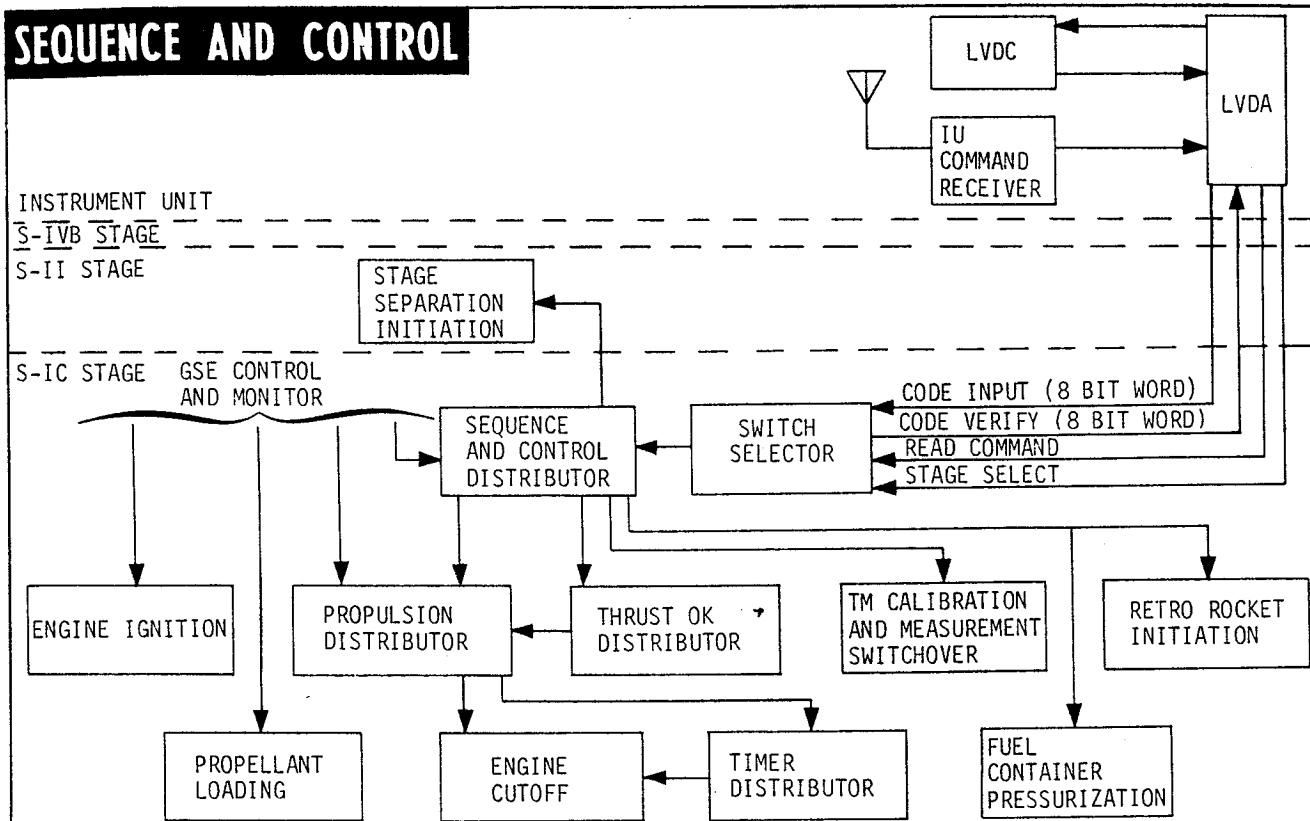 SEQUENCE AND CONTROL
LVDC
LVDA
IU
COMMAND
RECEIVER
INSTRUMENT UNIT
S-IVB STAGE
S-II STAGE
STAGE
SEPARATION
INITIATION
S-IC STAGE
GSE CONTROL
AND MONITOR
SEQUENCE
AND CONTROL
DISTRIBUTOR
SWITCH
SELECTOR
CODE INPUT (8 BIT WORD)
CODE VERIFY (8 BIT WORD)
READ COMMAND
STAGE SELECT
ENGINE IGNITION
PROPULSION
DISTRIBUTOR
THRUST OK
DISTRIBUTOR
TM CALIBRATION
AND MEASUREMENT
SWITCHOVER
RETRO ROCKET
INITIATION
PROPELLANT
LOADING
ENGINE
CUTOFF
TIMER
DISTRIBUTOR
FUEL
CONTAINER
PRESSURIZATION